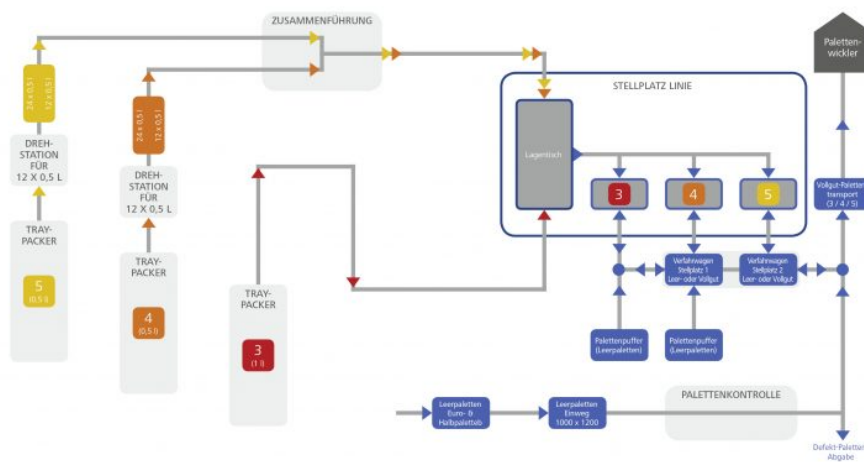 ZUSAMMENFÜHRUNG
24 x 0,5 l
12 x 0,5 l
DREH-
STATION
FÜR
12 X 0,5 L
TRAY-
PACKER
5
(0,5 l)
24 x 0,5 l
12 x 0,5 l
DREH-
STATION
FÜR
12 X 0,5 L
TRAY-
PACKER
4
(0,5 l)
TRAY-
PACKER
3
(1 l)
STELLPLATZ LINIE
Lagentisch
3
4
5
Verfahrwagen
Stellplatz 1
Leer- oder Vollgut
Verfahrwagen
Stellplatz 2
Leer- oder Vollgut
Palettenpuffer
(Leerpaletten)
Palettenpuffer
(Leerpaletten)
Paletten-
wickler
Vollgut-Paletten
transport
(3 / 4 / 5)
Leerpaletten
Euro- &
Halbpaletteb
Leerpaletten
Einweg
1000 x 1200
PALETTENKONTROLLE
Defekt-Paletten
Abgabe